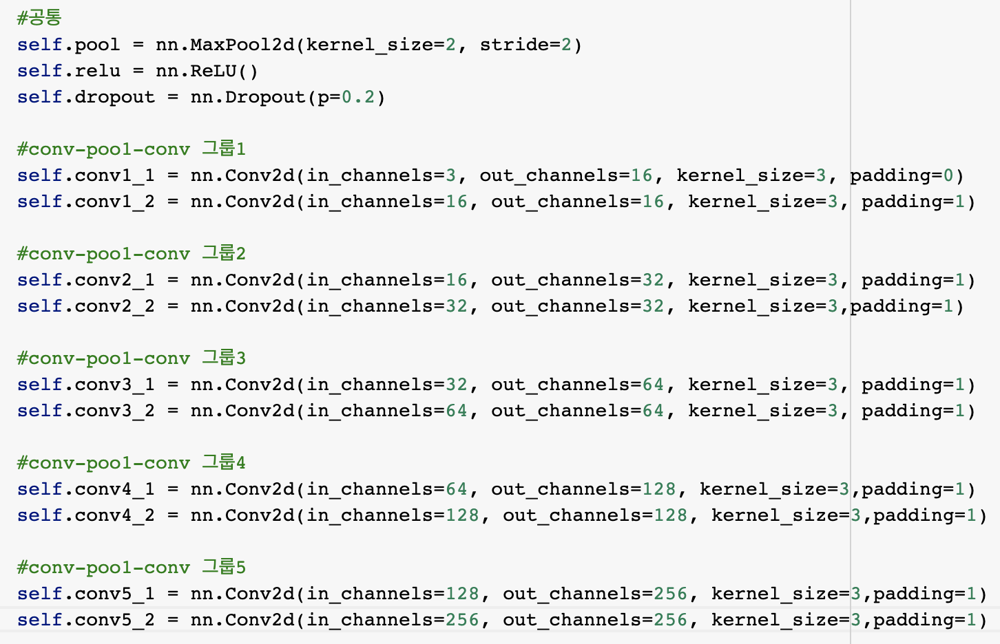 #공통
self.pool = nn.MaxPool2d(kernel_size=2, stride=2)
self.relu = nn.ReLU()
self.dropout = nn.Dropout(p=0.2)
#conv-poo1-conv 그룹1
self.conv1_1 = nn.Conv2d(in_channels=3, out_channels=16, kernel_size=3, padding=0)
self.conv1_2 = nn.Conv2d(in_channels=16, out_channels=16, kernel_size=3, padding=1)
#conv-poo1-conv 그룹2
self.conv2_1 = nn.Conv2d(in_channels=16, out_channels=32, kernel_size=3, padding=1)
self.conv2_2 = nn.Conv2d(in_channels=32, out_channels=32, kernel_size=3,padding=1)
#conv-poo1-conv 그룹3
self.conv3_1 = nn.Conv2d(in_channels=32, out_channels=64, kernel_size=3, padding=1)
self.conv3_2 = nn.Conv2d(in_channels=64, out_channels=64, kernel_size=3, padding=1)
#conv-poo1-conv 그룹4
self.conv4_1 = nn.Conv2d(in_channels=64, out_channels=128, kernel_size=3,padding=1)
self.conv4_2 = nn.Conv2d(in_channels=128, out_channels=128, kernel_size=3,padding=1)
#conv-poo1-conv 그룹5
self.conv5_1 = nn.Conv2d(in_channels=128, out_channels=256, kernel_size=3,padding=1)
self.conv5_2 = nn.Conv2d(in_channels=256, out_channels=256, kernel_size=3,padding=1)